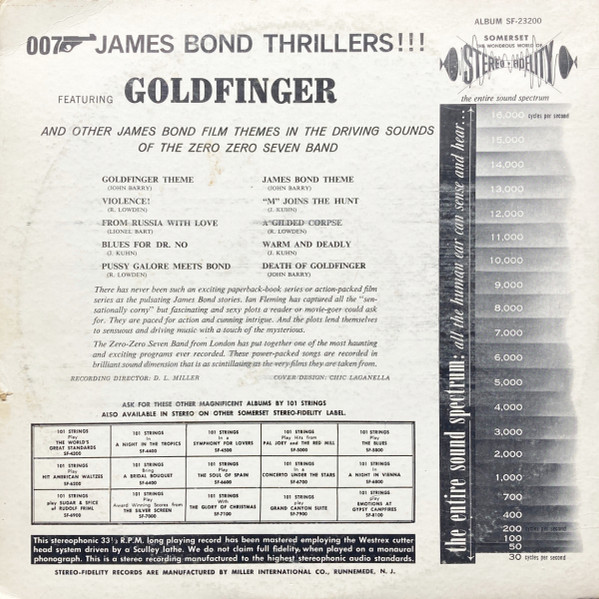 ALBUM SF-23200
007 JAMES BOND THRILLERS!!!
FEATURING GOLDFINGER
AND OTHER JAMES BOND FILM THEMES IN THE DRIVING SOUNDS
OF THE ZERO ZERO SEVEN BAND
GOLDFINGER THEME
(JOHN BARRY)
VIOLENCE!
(R. LOWDEN)
FROM RUSSIA WITH LOVE
(LIONEL BART)
BLUES FOR DR. NO
(J. KUHN)
PUSSY GALORE MEETS BOND
(R. LOWDEN)
JAMES BOND THEME
(JOHN BARRY)
"M" JOINS THE HUNT
(J. KUHN)
A GILDED CORPSE
(R. LOWDEN)
WARM AND DEADLY
(J. KUHN)
DEATH OF GOLDFINGER
(JOHN BARRY)
There has never been such an exciting paperback-book series or action-packed film
series as the pulsating James Bond stories. Ian Fleming has captured all the "sen-
sationally corny" but fascinating and sexy plots a reader or movie-goer could ask
for. They are paced for action and cunning intrigue. And the plots lend themselves
to sensuous and driving music with a touch of the mysterious.
The Zero-Zero Seven Band from London has put together one of the most haunting
and exciting programs ever recorded. These power-packed songs are recorded in
brilliant sound dimension that is as scintillating as the very films they are taken from.
RECORDING DIRECTOR: D. L. MILLER COVER DESIGN: CHIC LAGANELLA
ASK FOR THESE OTHER MAGNIFICENT ALBUMS BY 101 STRINGS
ALSO AVAILABLE IN STEREO ON OTHER SOMERSET STEREO-FIDELITY LABEL.
101 STRINGS
Play
THE WORLD'S
GREAT STANDARDS
SF-4300
101 STRINGS
In
A NIGHT IN THE TROPICS
SF-4400
101 STRINGS
In a
SYMPHONY FOR LOVERS
SF-4500
101 STRINGS
Play Hits from
PAL JOEY and THE RED MILL
SF-5000
101 STRINGS
Play
THE BLUES
SF-5800
101 STRINGS
Play
HIT AMERICAN WALTZES
SF-6300
101 STRINGS
Bring
A BRIDAL BOUQUET
SF-6400
101 STRINGS
Play
THE SOUL OF SPAIN
SF-6600
101 STRINGS
In a
CONCERTO UNDER THE STARS
SF-6700
101 STRINGS
Play
A NIGHT IN VIENNA
SF-6800
101 STRINGS
play SUGAR & SPICE
of RUDOLF FRIML
SF-6900
101 STRINGS
Play
Award Winning Scores from
THE SILVER SCREEN
SF-7000
101 STRINGS
With
THE GLORY OF CHRISTMAS
SF-7100
101 STRINGS
play
GRAND CANYON SUITE
SF-7900
101 STRINGS
play
EMOTIONS AT
GYPSY CAMPFIRES
SF-8100
This stereophonic 33⅓ R.P.M. long playing record has been mastered employing the Westrex cutter
head system driven by a Sculley lathe. We do not claim full fidelity when played on a monaural
phonograph. This is a stereo recording manufactured to the highest stereophonic audio standards.
STEREO-FIDELITY RECORDS ARE MANUFACTURED BY MILLER INTERNATIONAL CO., RUNNEMEDE, N. J.
SOMERSET
THE WONDROUS WORLD OF
STEREO-FIDELITY
the entire sound spectrum
the entire sound spectrum: all the human ear can sense and hear...
16,000 cycles per second
15,000
14,000
13,000
12,000
11,000
10,000
9,000
8,000
7,000
6,000
5,000
4,000
3,000
2,000
1,000
700
400
200 cycles per second
100
50
30 cycles per second